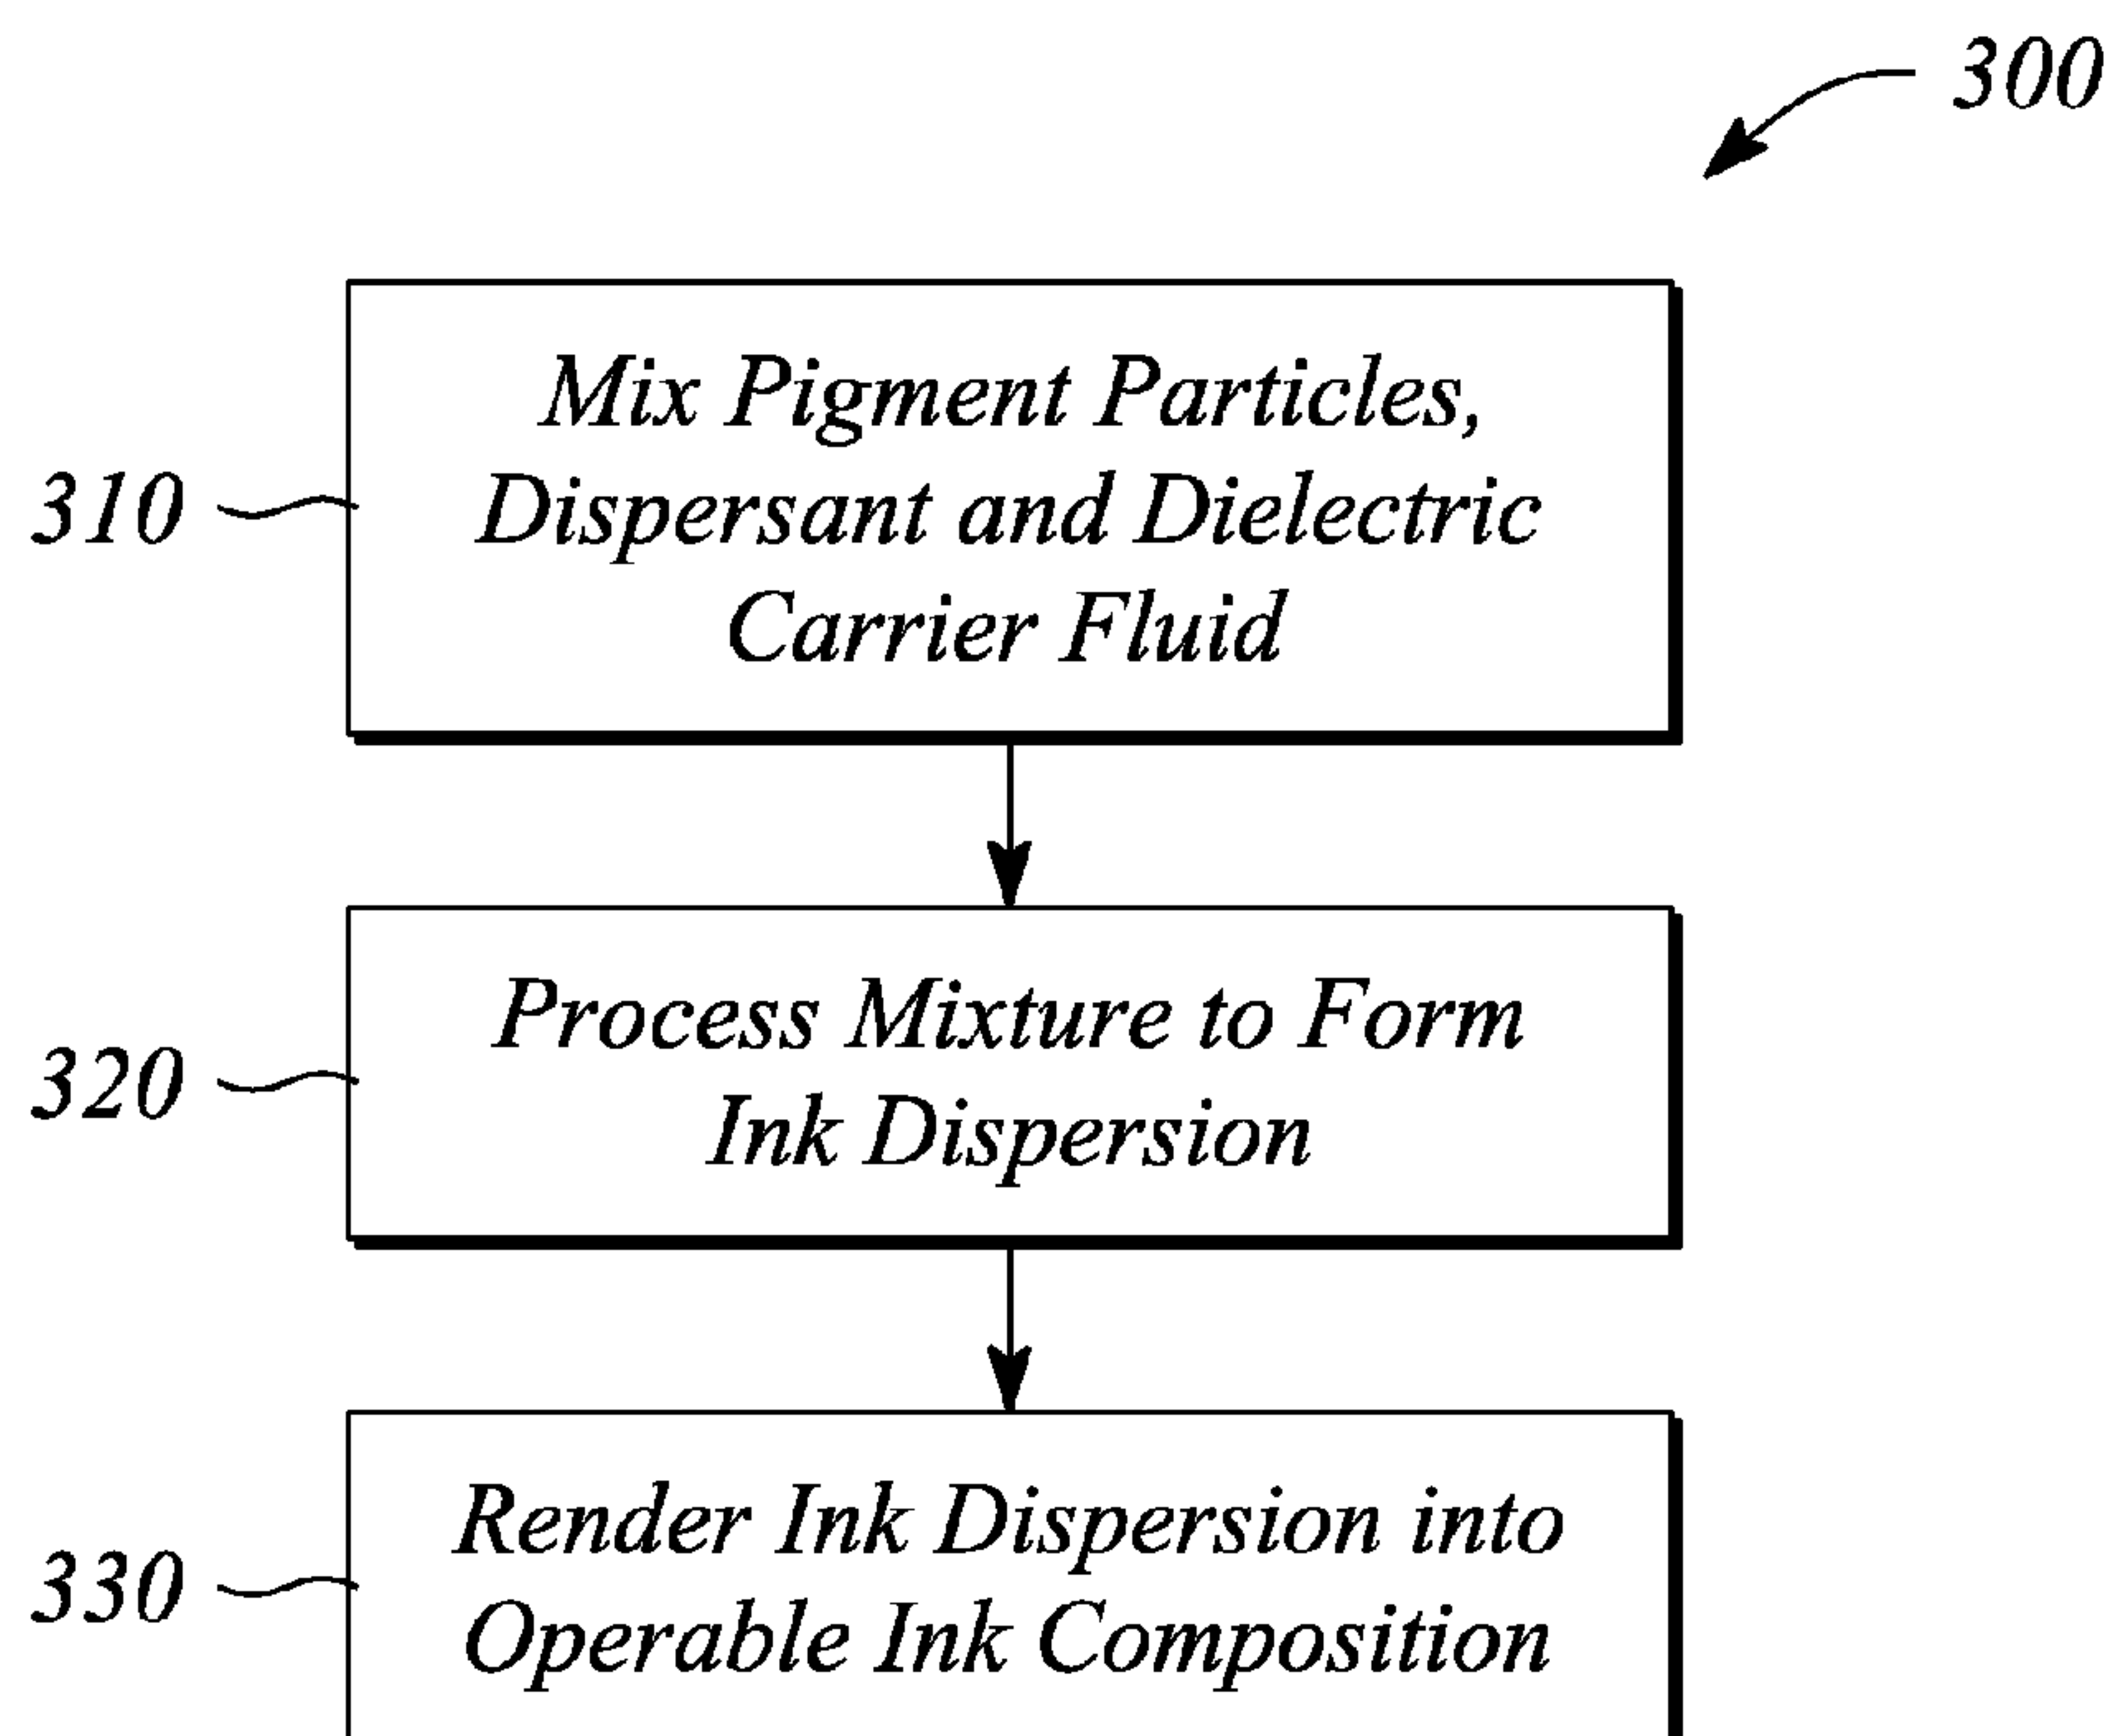 300
Mix Pigment Particles,
310
Dispersant and Dielectric
Carrier Fluid
Process Mixture to Form
320
Ink Dispersion
Render Ink Dispersion into
330
Operable Ink Composition